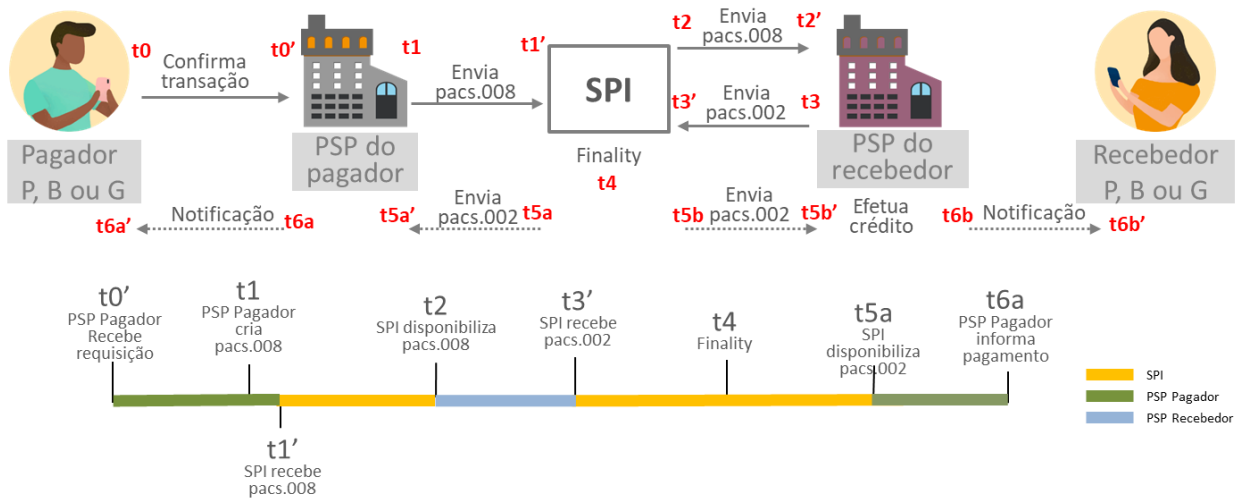 t0
Confirma
transação
t0’
t1
Envia
pacs.008
t1’
SPI
t2
Envia
pacs.008
t2’
t3’
Envia
pacs.002
t3
Pagador
P, B ou G
PSP do
pagador
Finality
t4
PSP do
recebedor
Recebedor
P, B ou G
t6a’
Notificação
t6a
t5a’
Envia
pacs.002
t5a
t5b
Envia
pacs.002
t5b’
Efetua
crédito
t6b
Notificação
t6b’
t0’
PSP Pagador
Recebe
requisição
t1
PSP Pagador
cria
pacs.008
t2
SPI disponibiliza
pacs.008
t3’
SPI recebe
pacs.002
t4
Finality
t5a
SPI
disponibiliza
pacs.002
t6a
PSP Pagador
informa
pagamento
t1’
SPI recebe
pacs.008
SPI
PSP Pagador
PSP Recebedor